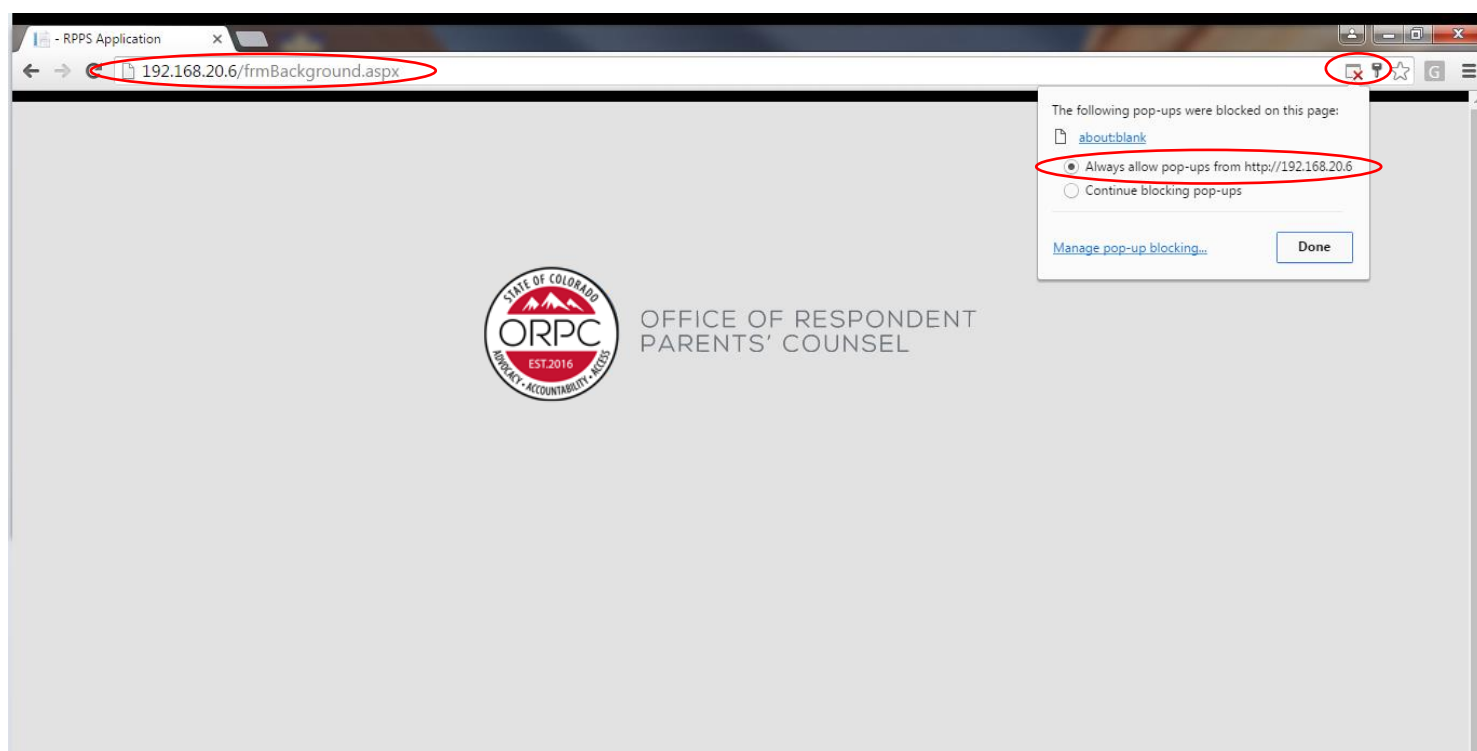 - RPPS Application
192.168.20.6/frmBackground.aspx
G
The following pop-ups were blocked on this page:
about:blank
Always allow pop-ups from http://192.168.20.6
Continue blocking pop-ups
Manage pop-up blocking...
Done
STATE OF COLORADO
ORPC
EST.2016
ADVOCACY • ACCOUNTABILITY • ACCESS
OFFICE OF RESPONDENT
PARENTS' COUNSEL